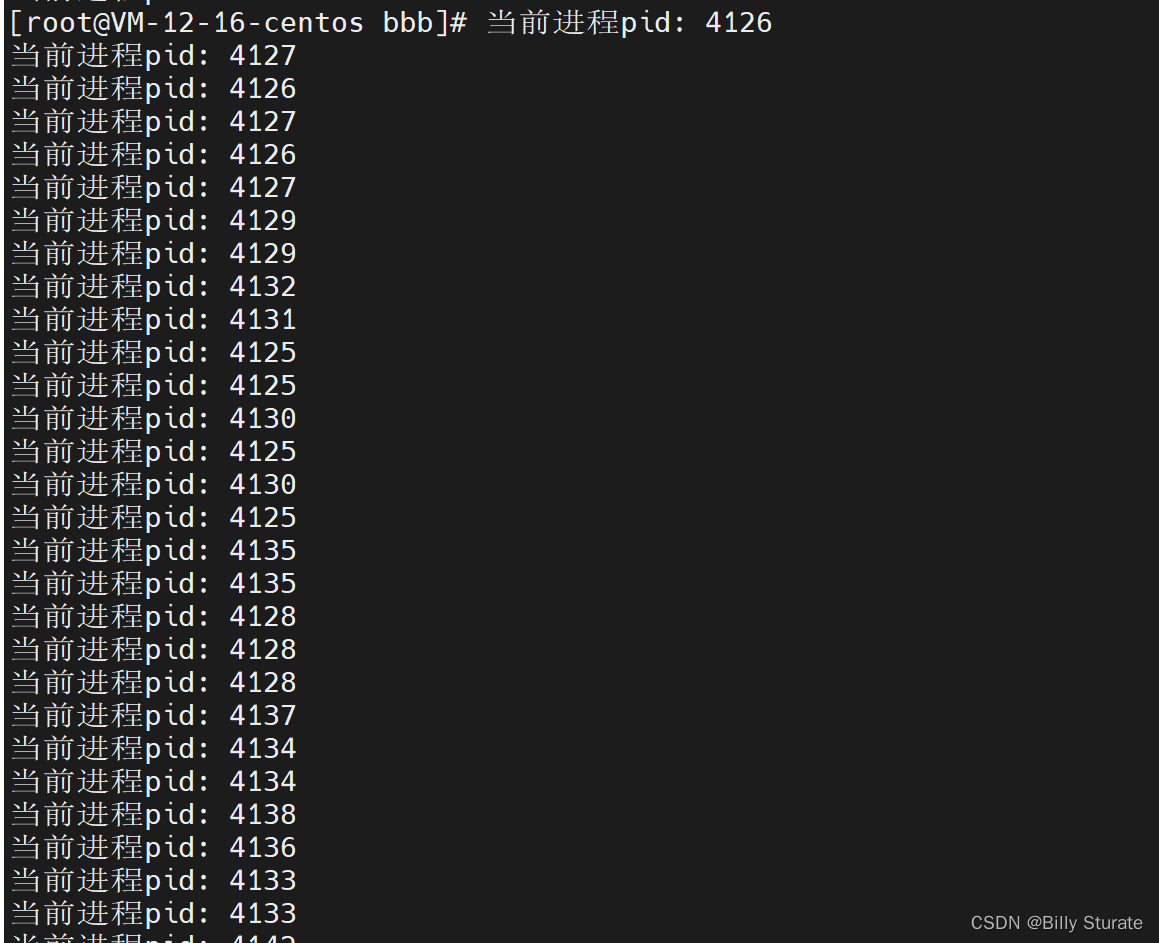 [root@VM-12-16-centos bbb]# 当前进程pid: 4126
当前进程pid: 4127
当前进程pid: 4126
当前进程pid: 4127
当前进程pid: 4126
当前进程pid: 4127
当前进程pid: 4129
当前进程pid: 4129
当前进程pid: 4132
当前进程pid: 4131
当前进程pid: 4125
当前进程pid: 4125
当前进程pid: 4130
当前进程pid: 4125
当前进程pid: 4130
当前进程pid: 4125
当前进程pid: 4135
当前进程pid: 4135
当前进程pid: 4128
当前进程pid: 4128
当前进程pid: 4128
当前进程pid: 4137
当前进程pid: 4134
当前进程pid: 4134
当前进程pid: 4138
当前进程pid: 4136
当前进程pid: 4133
当前进程pid: 4133
CSDN @Billy Sturate